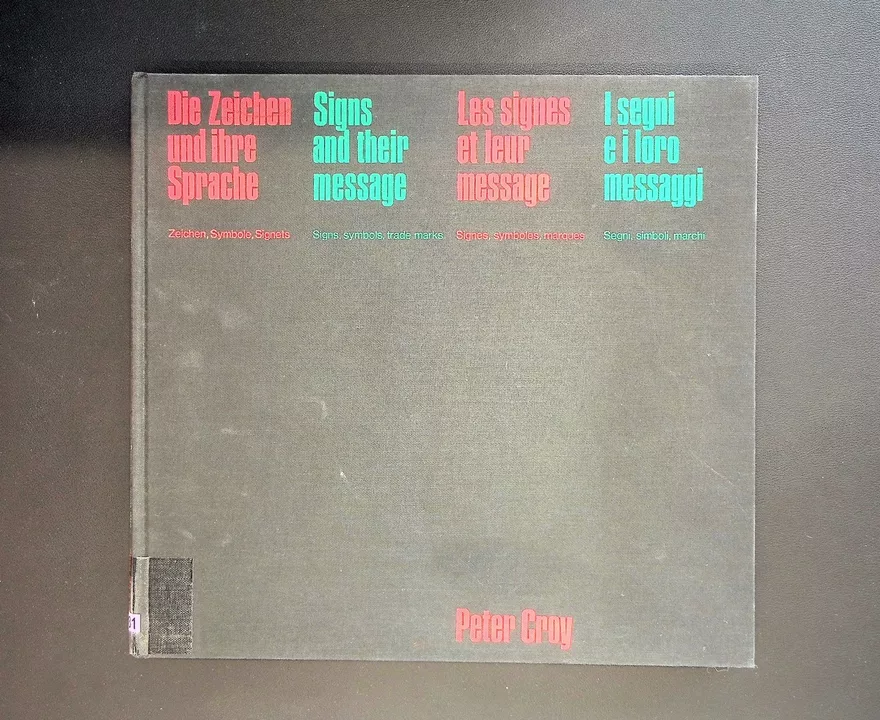 Die Zeichen
und ihre
Sprache
Zeichen, Symbole, Signets
Signs
and their
message
Signs, symbols, trade marks
Les signes
et leur
message
Signes, symboles, marques
I segni
e i loro
messaggi
Segni, simboli, marchi
Peter Croy